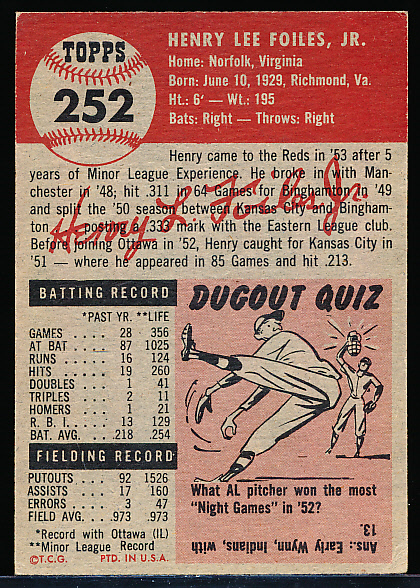 TOPPS
252
HENRY LEE FOILES, JR.
Home: Norfolk, Virginia
Born: June 10, 1929, Richmond, Va.
Ht.: 6' — Wt.: 195
Bats: Right — Throws: Right
Henry came to the Reds in '53 after 5
years of Minor League Experience. He broke in with Man-
chester in '48; hit .311 in 64 Games for Binghamton in '49
and split the '50 season between Kansas City and Bingham-
ton — posting a .333 mark with the Eastern League club.
Before joining Ottawa in '52, Henry caught for Kansas City in
'51 — where he appeared in 85 Games and hit .213.
Henry L Foiles Jr
BATTING RECORD
*PAST YR. **LIFE
GAMES .... 28 356
AT BAT .... 87 1025
RUNS .... 16 124
HITS .... 19 260
DOUBLES ... 1 41
TRIPLES .... 2 11
HOMERS ... 1 21
R. B. I. .... 13 129
BAT. AVG. .. .218 .254
FIELDING RECORD
PUTOUTS ... 92 1526
ASSISTS .... 17 160
ERRORS .... 3 47
FIELD AVG. .. .973 .973
*Record with Ottawa (IL)
**Minor League Record
©T.C.G. PTD. IN U.S.A.
DUGOUT QUIZ
What AL pitcher won the most
"Night Games" in '52?
Ans.: Early Wynn, Indians, with
13.